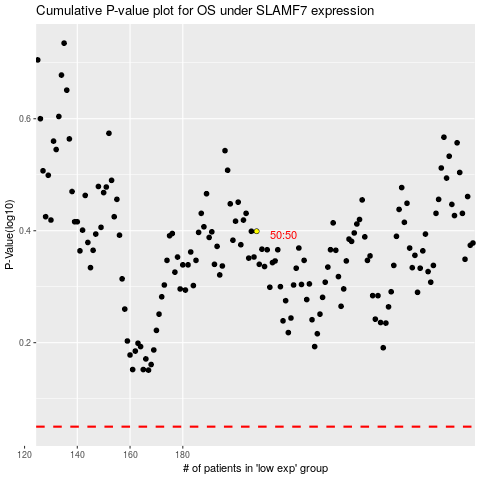 Cumulative P-value plot for OS under SLAMF7 expression
P-Value(log10)
0.6
0.4
0.2
50:50
120 140 160 180
# of patients in 'low exp' group